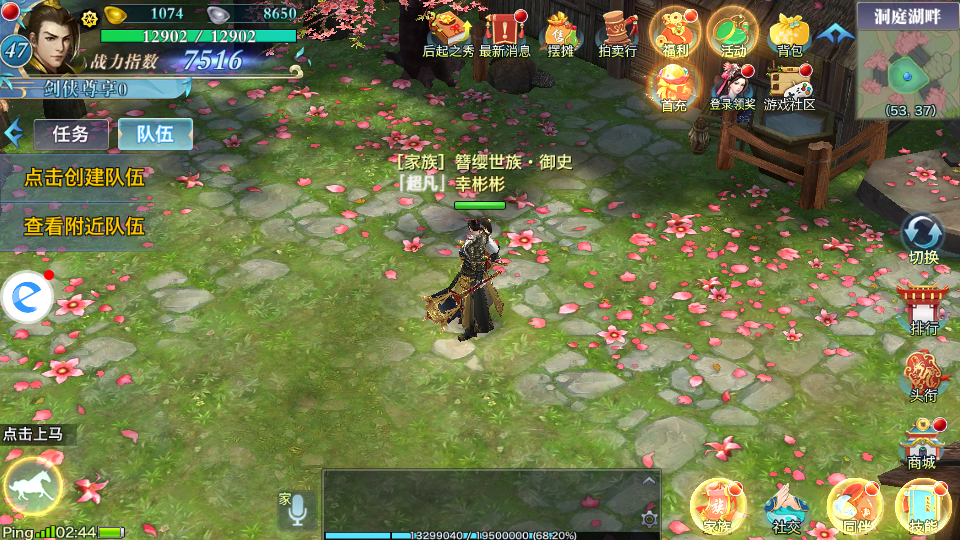 47
1074
8650
12902 / 12902
战力指数 7516
剑侠尊享0
后起之秀
最新消息
摆摊
拍卖行
福利
活动
背包
首充
登录领奖
游戏社区
洞庭湖畔
(53, 37)
任务
队伍
点击创建队伍
查看附近队伍
[家族] 簪缨世族·御史
「超凡」 幸彬彬
切换
排行
头衔
商城
点击上马
家
Ping
02:44
13299040 / 19500000 (68.20%)
家族
社交
同伴
技能